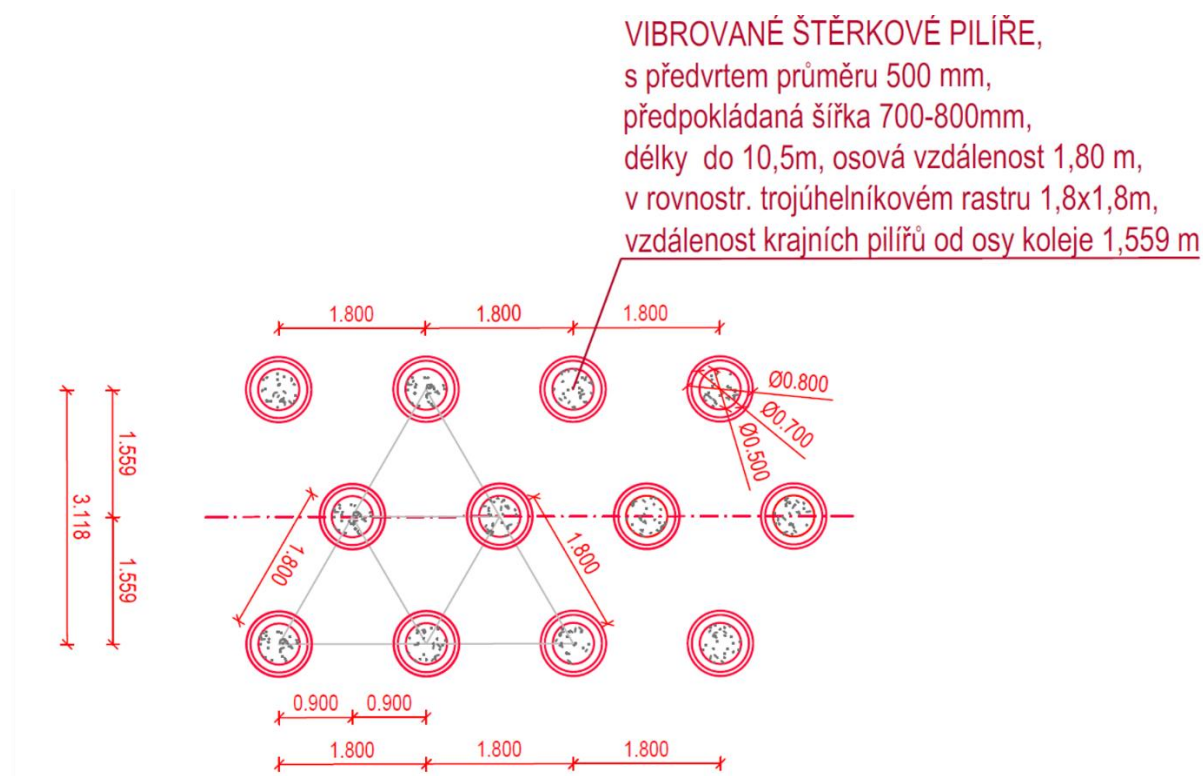 VIBROVANÉ ŠTĚRKOVÉ PILÍŘE,
s předvrtem průměru 500 mm,
předpokládaná šířka 700-800mm,
délky do 10,5m, osová vzdálenost 1,80 m,
v rovnostr. trojúhelníkovém rastru 1,8x1,8m,
vzdálenost krajních pilířů od osy koleje 1,559 m
1.800
1.800
1.800
Ø0.800
Ø0.700
Ø0.500
1.559
3.118
1.559
1.800
1.800
0.900
0.900
1.800
1.800
1.800